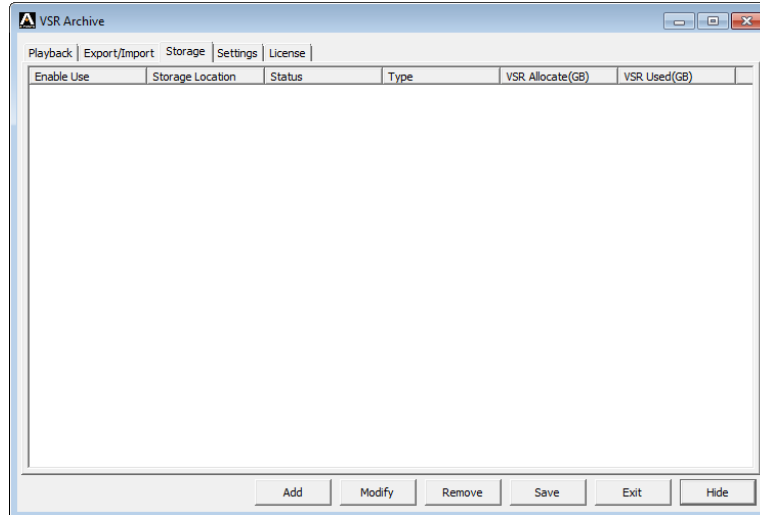 VSR Archive
Playback Export/Import Storage Settings License
Enable Use Storage Location Status Type VSR Allocate(GB) VSR Used(GB)
Add Modify Remove Save Exit Hide